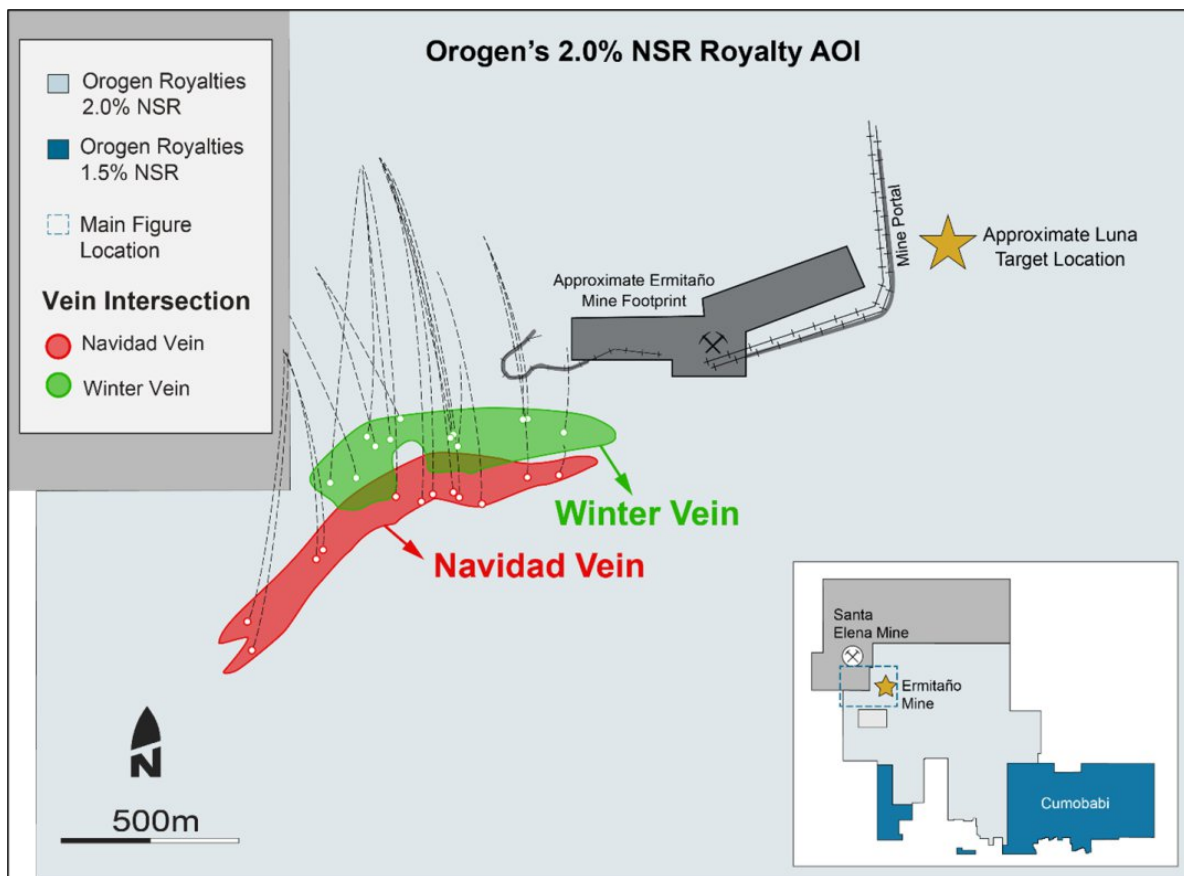 Orogen's 2.0% NSR Royalty AOI
Orogen Royalties
2.0% NSR
Orogen Royalties
1.5% NSR
Main Figure
Location
Vein Intersection
Navidad Vein
Winter Vein
Approximate Ermitaño
Mine Footprint
Mine Portal
Approximate Luna
Target Location
Winter Vein
Navidad Vein
N
500m
Santa
Elena Mine
Ermitaño
Mine
Cumobabi